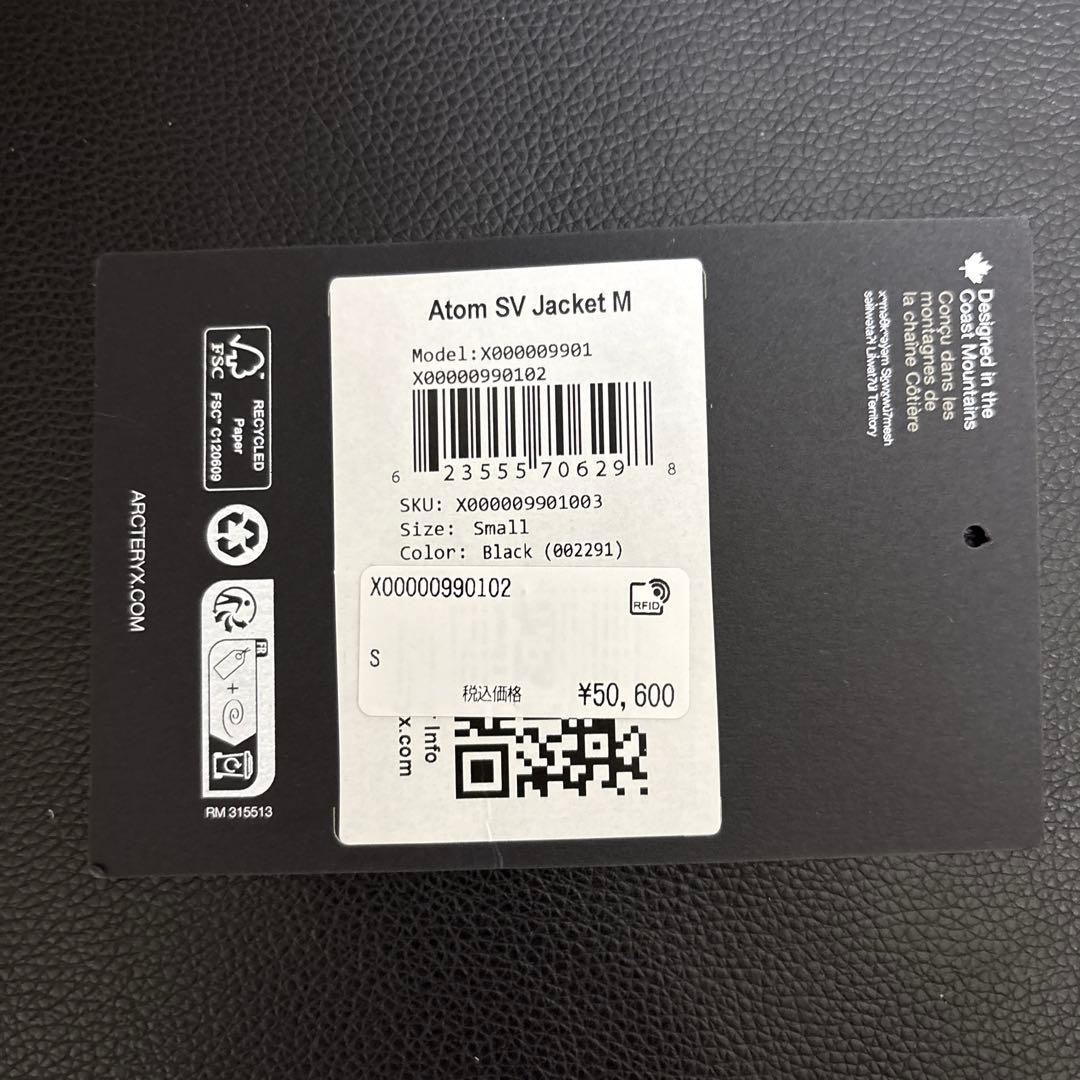 Atom SV Jacket M
Model:X000009901
X00000990102
6 23555 70629 8
SKU: X000009901003
Size: Small
Color: Black (002291)
X00000990102
RFID
S
税込価格 ¥50,600
Info
x.com
Designed in the
Coast Mountains
Conçu dans les
montagnes de
la chaîne Côtière
Territory
FSC
RECYCLED
Paper
FSC™ C120609
FR
+
RM 315513
ARCTERYX.COM